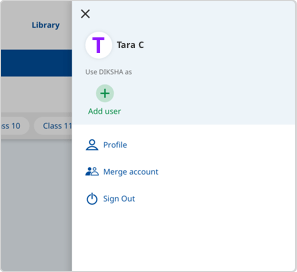 Library
ss 10
Class 11
T
Tara C
Use DIKSHA as
Add user
Profile
Merge account
Sign Out